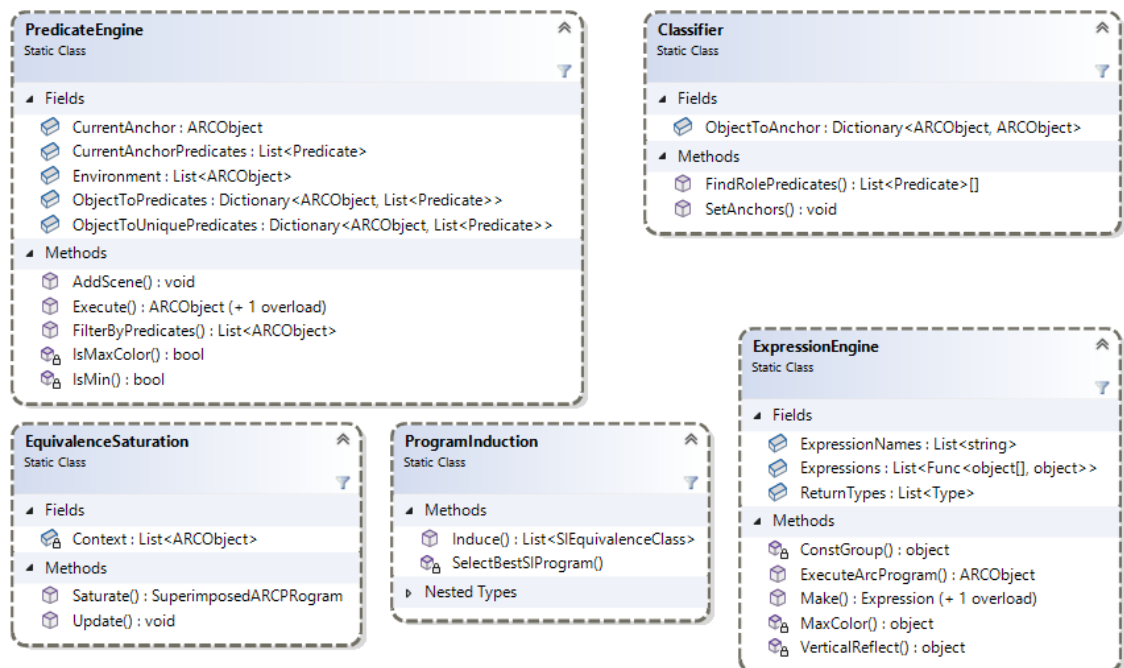 PredicateEngine
Static Class
Fields
CurrentAnchor : ARCObject
CurrentAnchorPredicates : List<Predicate>
Environment : List<ARCObject>
ObjectToPredicates : Dictionary<ARCObject, List<Predicate>>
ObjectToUniquePredicates : Dictionary<ARCObject, List<Predicate>>
Methods
AddScene() : void
Execute() : ARCObject (+ 1 overload)
FilterByPredicates() : List<ARCObject>
IsMaxColor() : bool
IsMin() : bool
Classifier
Static Class
Fields
ObjectToAnchor : Dictionary<ARCObject, ARCObject>
Methods
FindRolePredicates() : List<Predicate>[]
SetAnchors() : void
EquivalenceSaturation
Static Class
Fields
Context : List<ARCObject>
Methods
Saturate() : SuperimposedARCPRogram
Update() : void
ProgramInduction
Static Class
Methods
Induce() : List<SIEquivalenceClass>
SelectBestSIProgram()
Nested Types
ExpressionEngine
Static Class
Fields
ExpressionNames : List<string>
Expressions : List<Func<object[], object>>
ReturnTypes : List<Type>
Methods
ConstGroup() : object
ExecuteArcProgram() : ARCObject
Make() : Expression (+ 1 overload)
MaxColor() : object
VerticalReflect() : object